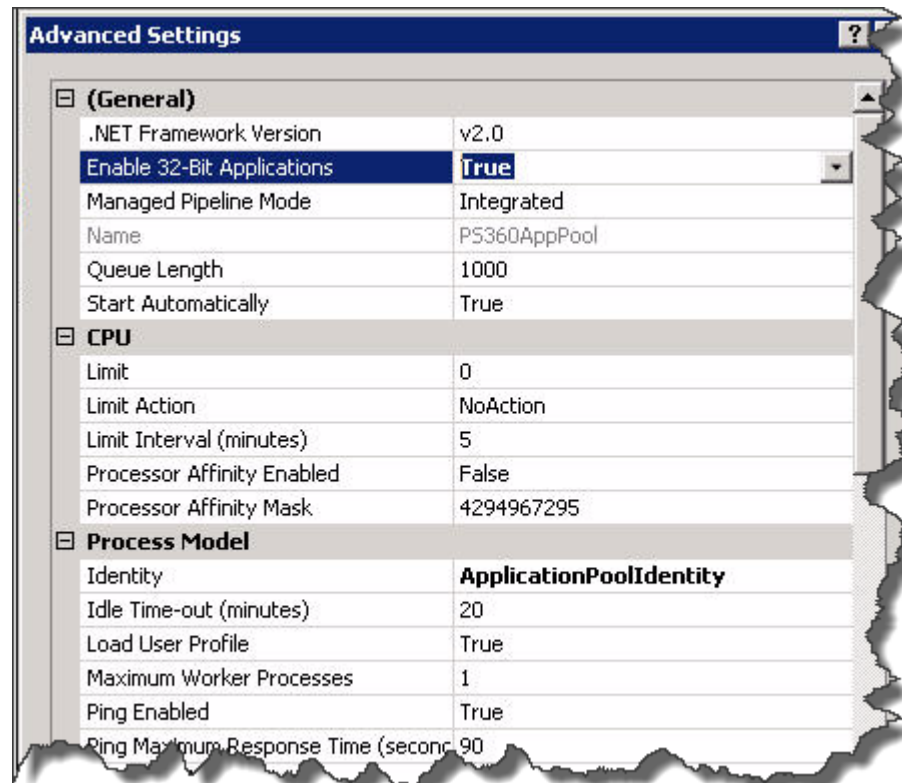 Advanced Settings ?
(General)
.NET Framework Version v2.0
Enable 32-Bit Applications True
Managed Pipeline Mode Integrated
Name PS360AppPool
Queue Length 1000
Start Automatically True
CPU
Limit 0
Limit Action NoAction
Limit Interval (minutes) 5
Processor Affinity Enabled False
Processor Affinity Mask 4294967295
Process Model
Identity ApplicationPoolIdentity
Idle Time-out (minutes) 20
Load User Profile True
Maximum Worker Processes 1
Ping Enabled True
Ping Maximum Response Time (secon 90